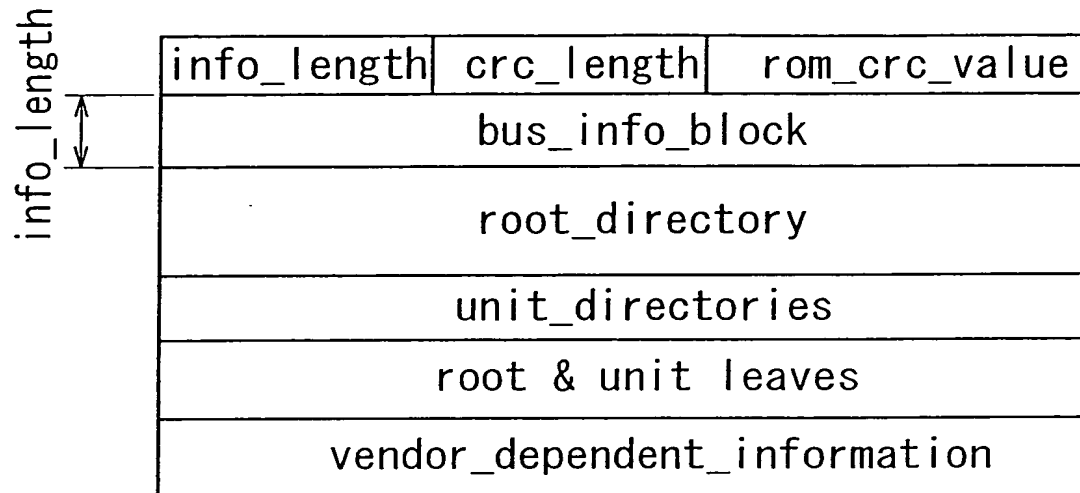 info_length crc_length rom_crc_value
info_length
bus_info_block
root_directory
unit_directories
root & unit leaves
vendor_dependent_information